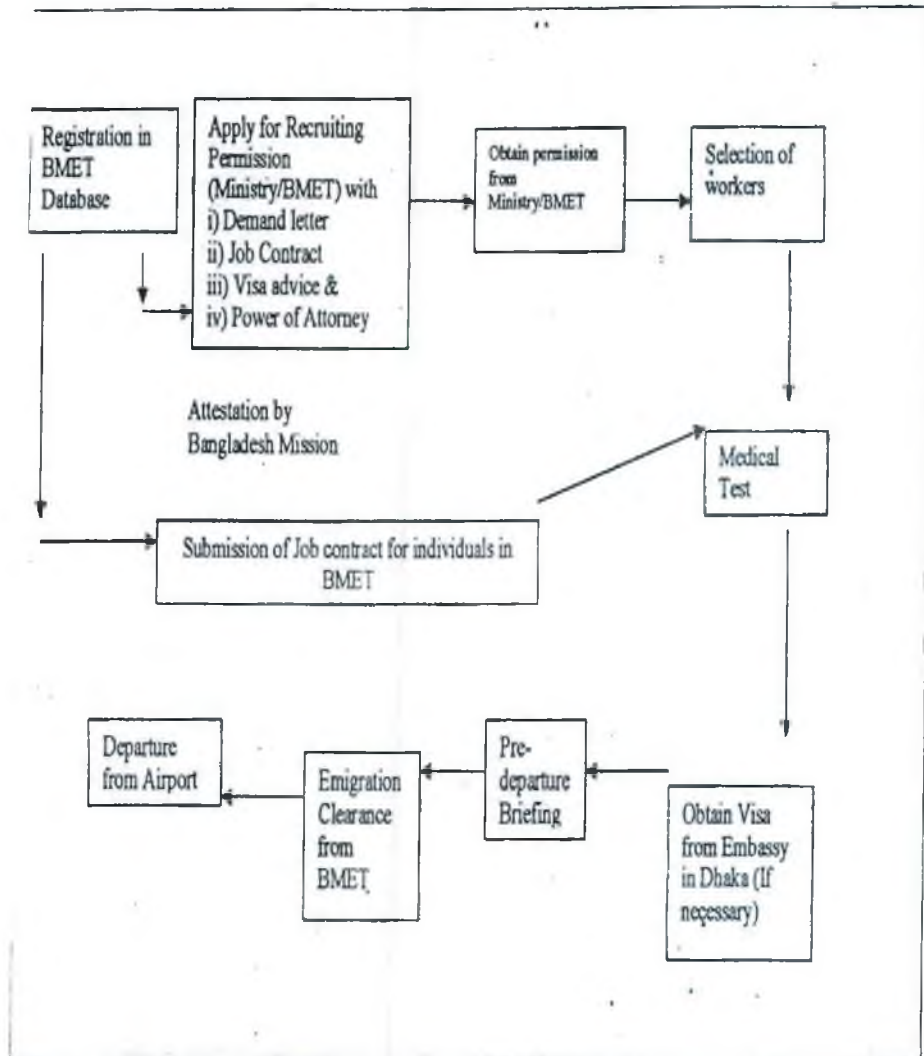 Registration in
BMET
Database
Apply for Recruiting
Permission
(Ministry/BMET) with
i) Demand letter
ii) Job Contract
iii) Visa advice &
iv) Power of Attorney
Obtain permission
from
Ministry/BMET
Selection of
workers
Attestation by
Bangladesh Mission
Medical
Test
Submission of Job contract for individuals in
BMET
Departure
from Airport
Emigration
Clearance
from
BMET
Pre-
departure
Briefing
Obtain Visa
from Embassy
in Dhaka (If
necessary)